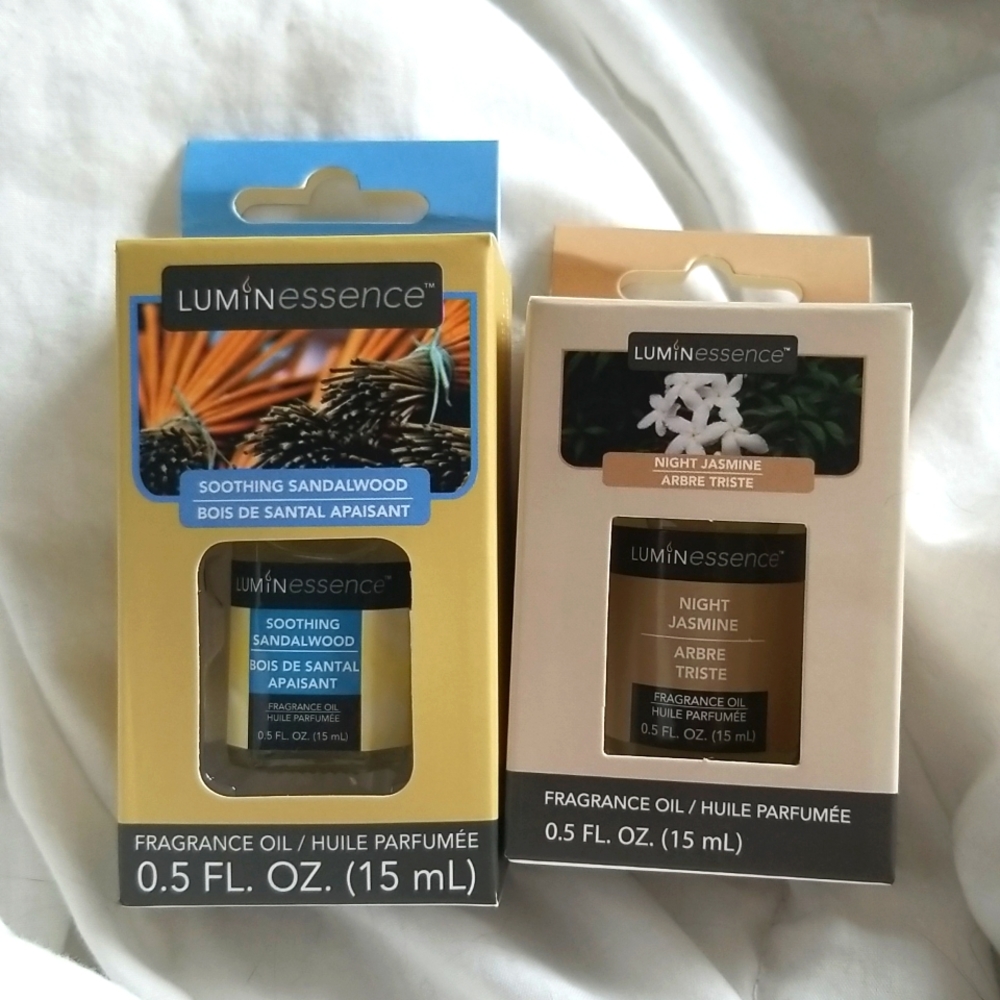 LUMINessence™
SOOTHING SANDALWOOD
BOIS DE SANTAL APAISANT
LUMINessence™
SOOTHING
SANDALWOOD
BOIS DE SANTAL
APAISANT
FRAGRANCE OIL
HUILE PARFUMÉE
0.5 FL. OZ. (15 mL)
FRAGRANCE OIL / HUILE PARFUMÉE
0.5 FL. OZ. (15 mL)
LUMINessence™
NIGHT JASMINE
ARBRE TRISTE
LUMINessence™
NIGHT
JASMINE
ARBRE
TRISTE
FRAGRANCE OIL
HUILE PARFUMÉE
0.5 FL. OZ. (15 mL)
FRAGRANCE OIL / HUILE PARFUMÉE
0.5 FL. OZ. (15 mL)